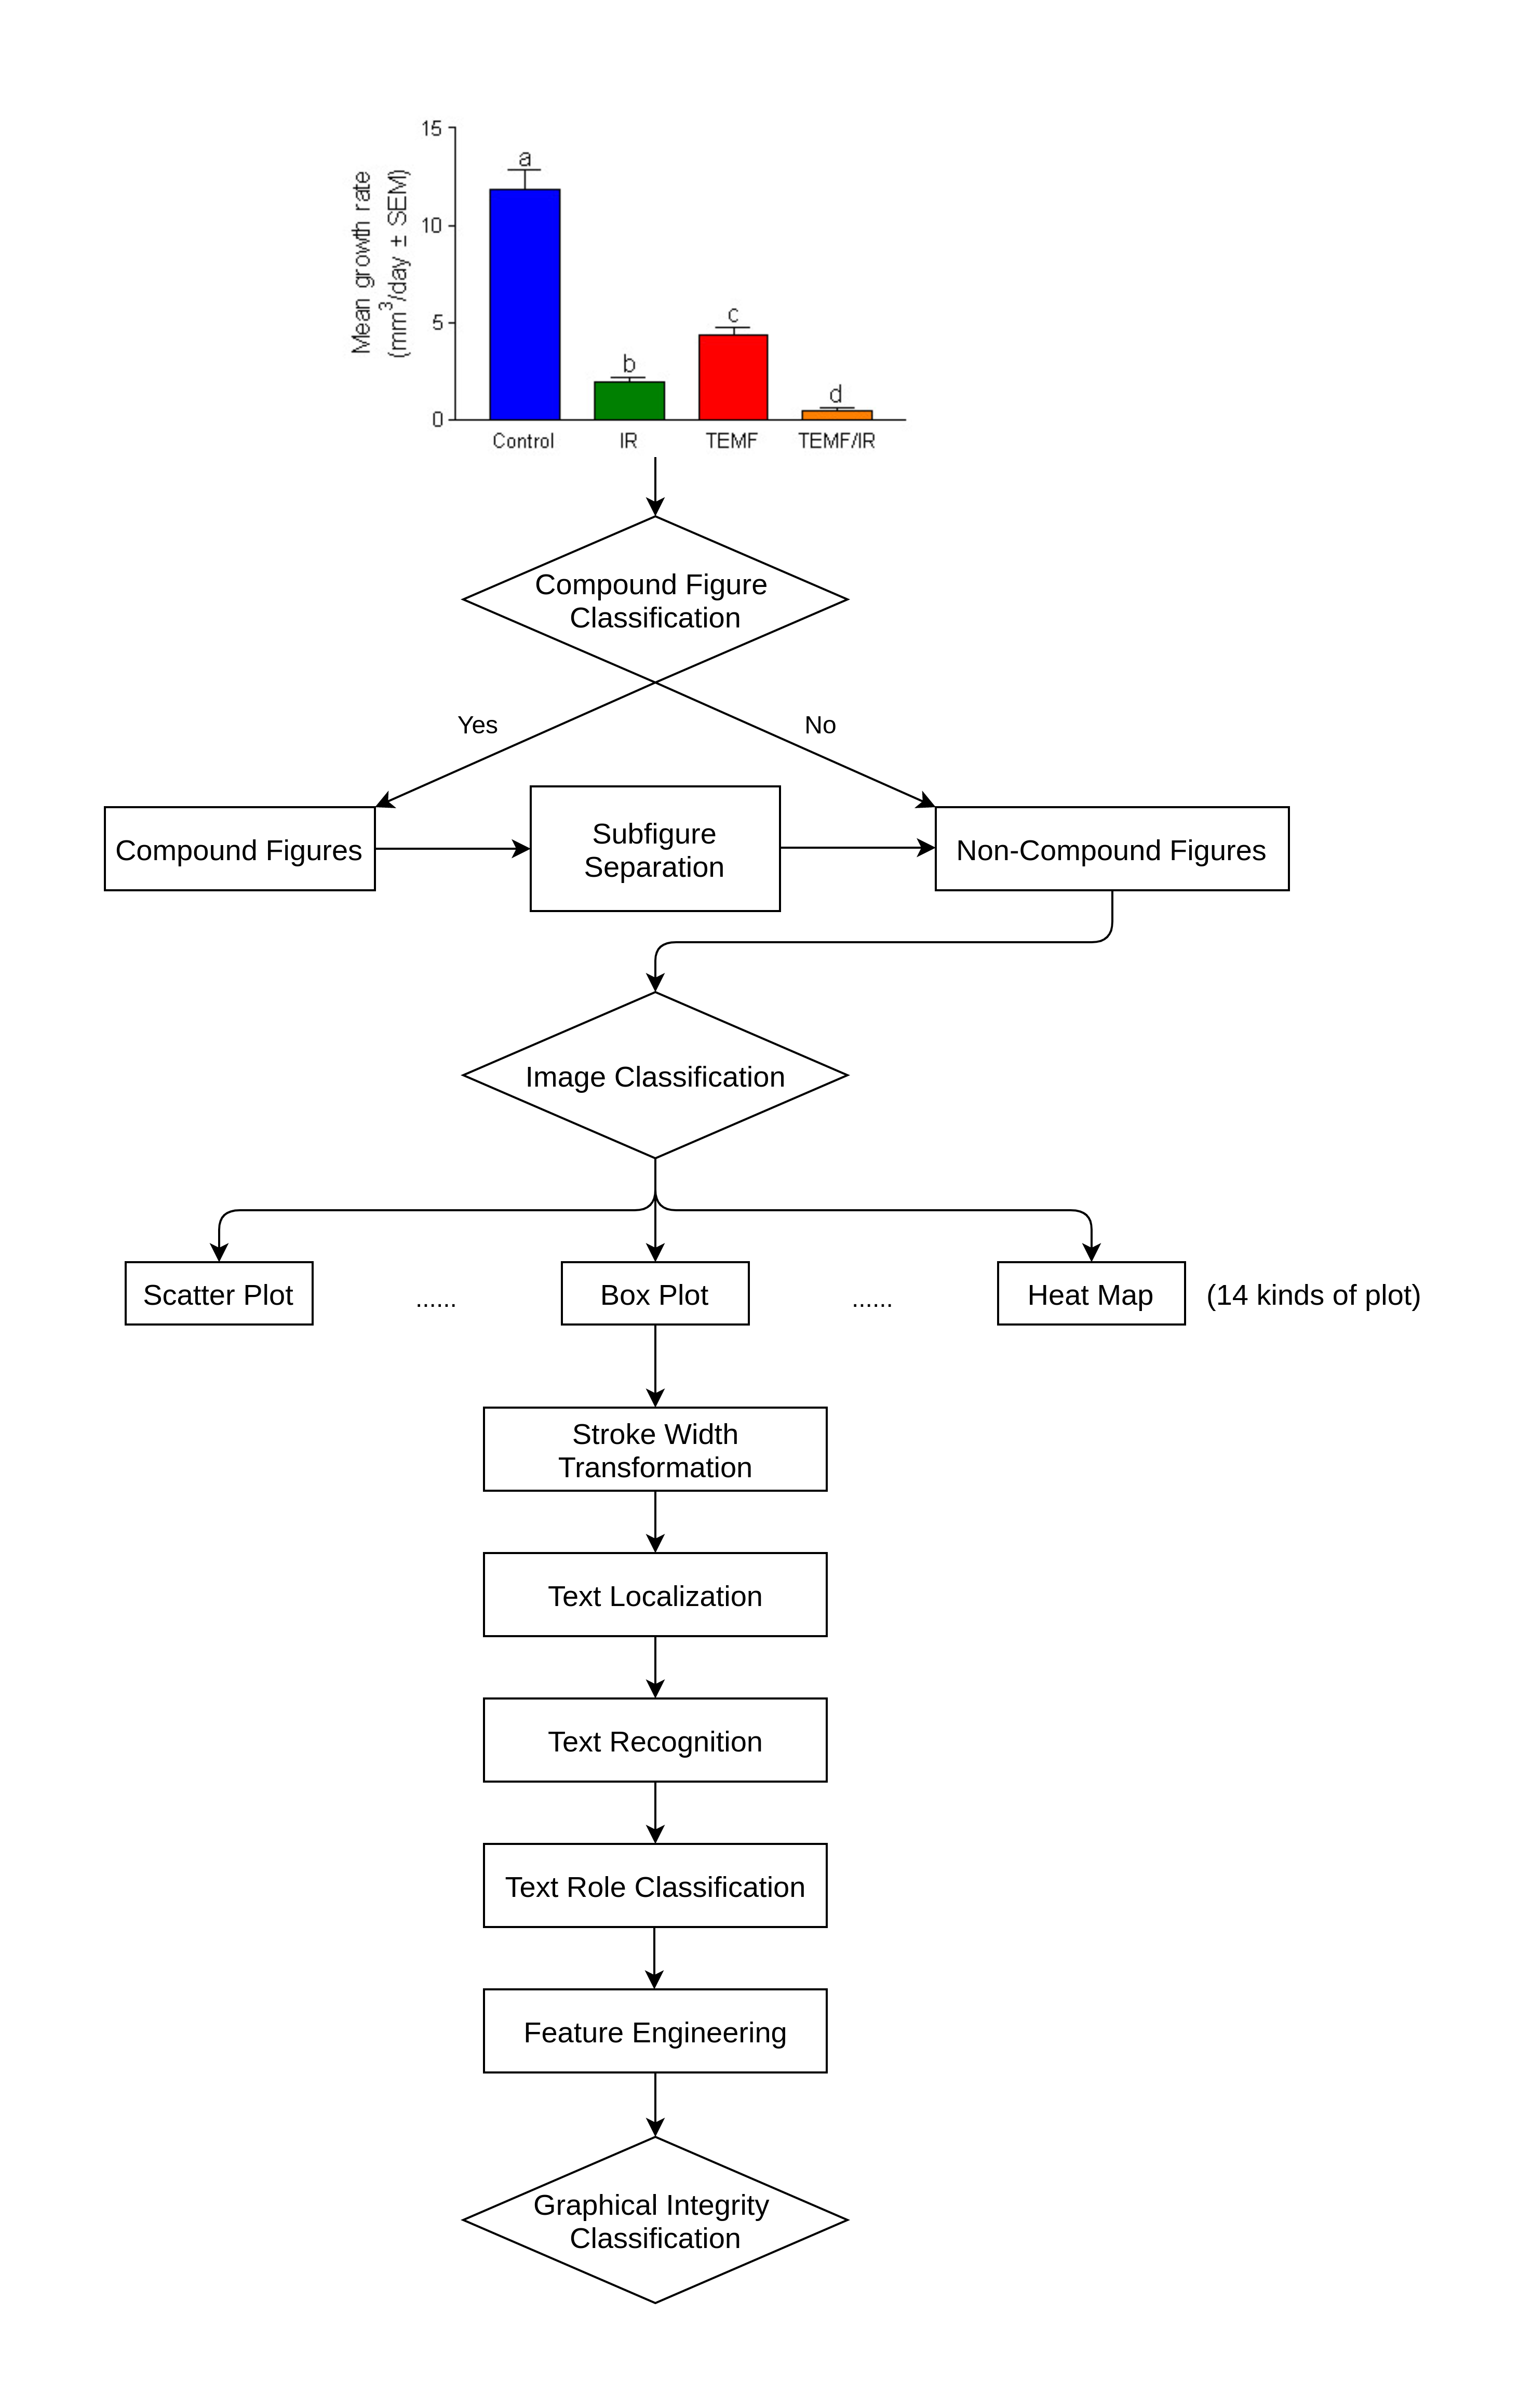 15
10
5
0
Mean growth rate
(mm³/day ± SEM)
a
b
c
d
Control IR TEMF TEMF/IR
Compound Figure
Classification
Yes No
Compound Figures
Subfigure
Separation
Non-Compound Figures
Image Classification
Scatter Plot ...... Box Plot ...... Heat Map (14 kinds of plot)
Stroke Width
Transformation
Text Localization
Text Recognition
Text Role Classification
Feature Engineering
Graphical Integrity
Classification